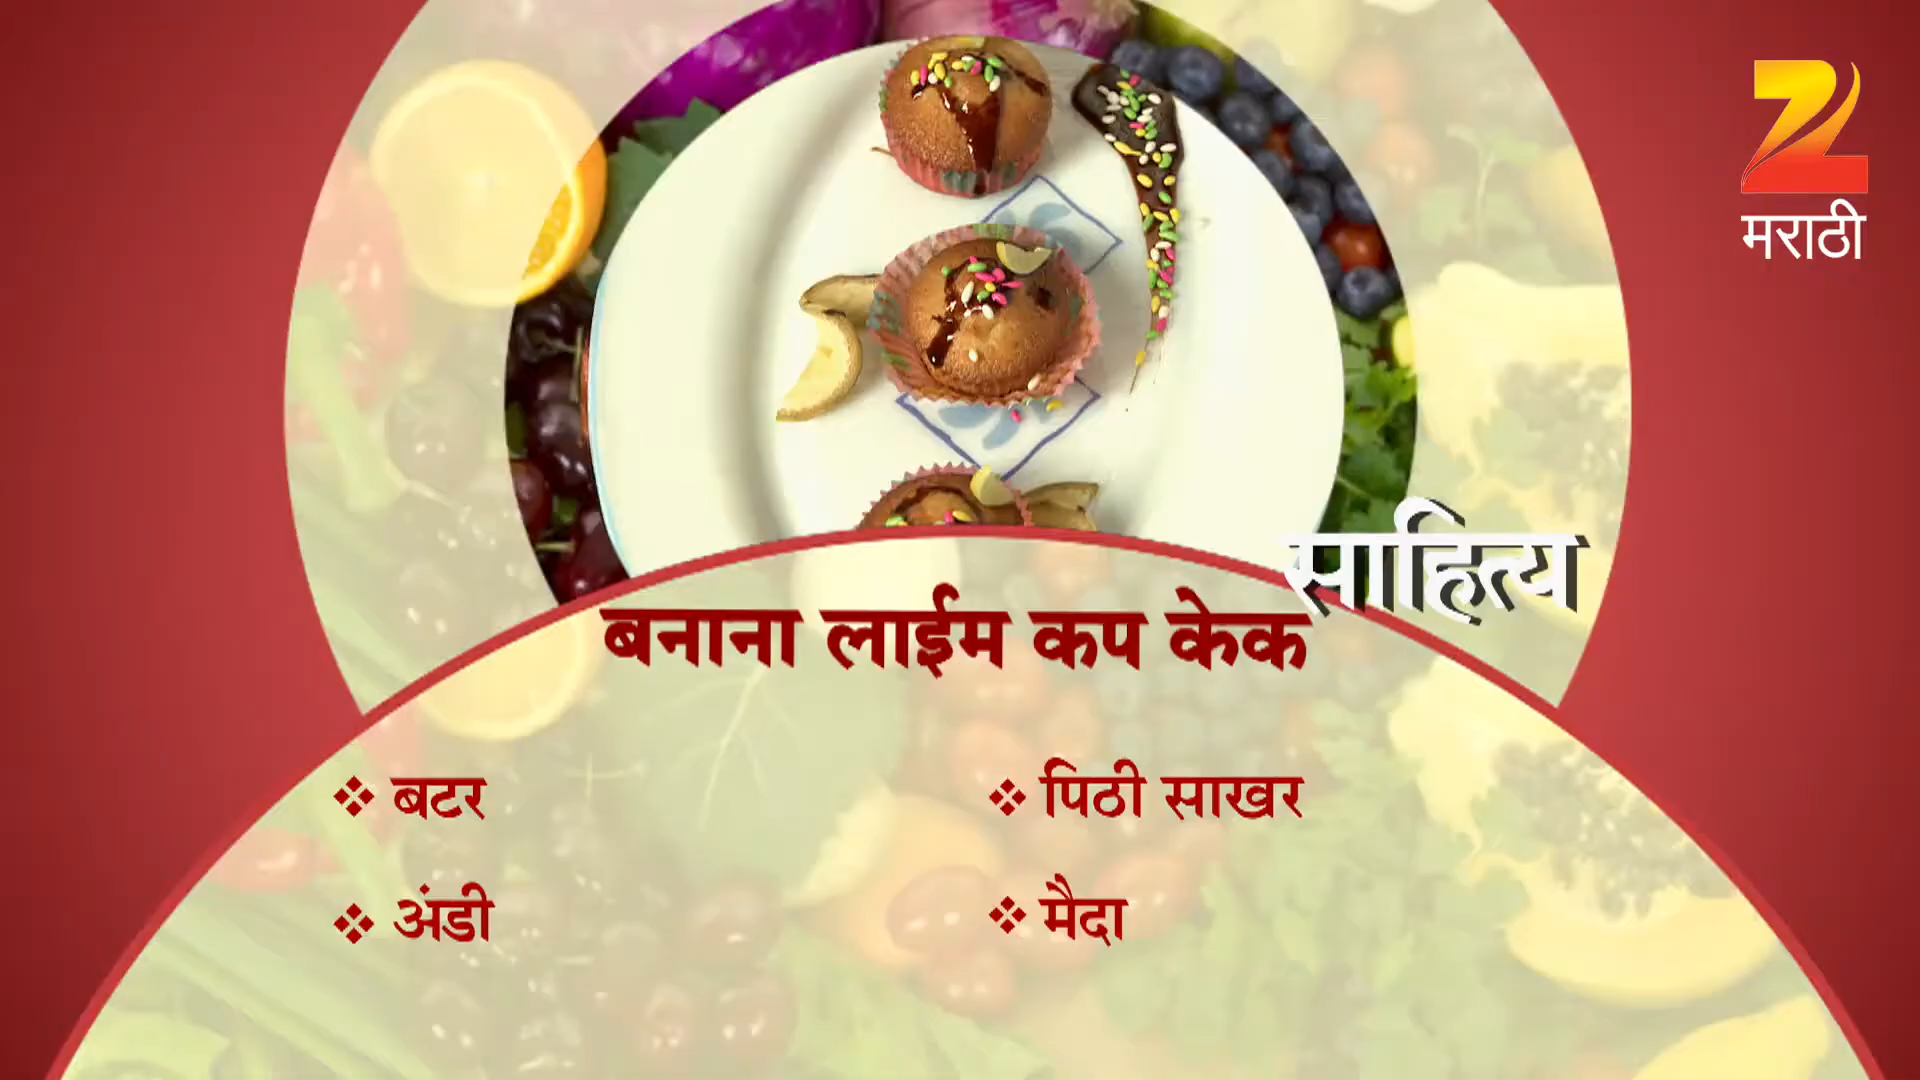 मराठी
साहित्य
बनाना लाईम कप केक
❖ बटर
❖ पिठी साखर
❖ अंडी
❖ मैदा